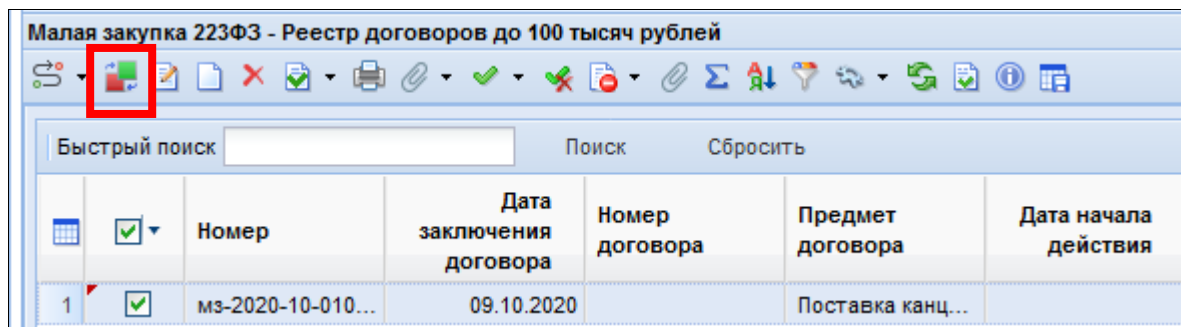 Малая закупка 223ФЗ - Реестр договоров до 100 тысяч рублей
Быстрый поиск Поиск Сбросить
Номер
Дата
заключения
договора
Номер
договора
Предмет
договора
Дата начала
действия
1 мз-2020-10-010... 09.10.2020 Поставка канц...